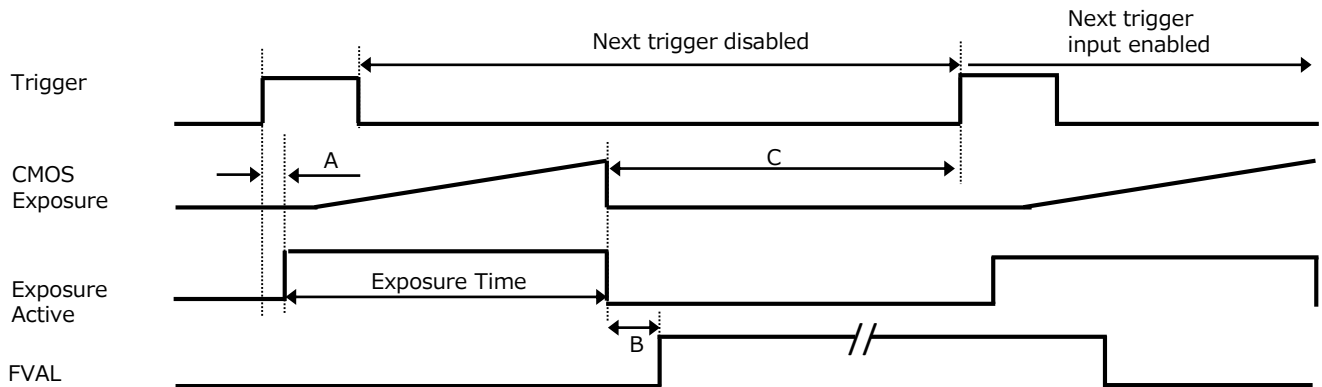 Next trigger disabled
Next trigger
input enabled
Trigger
A
C
CMOS
Exposure
Exposure Time
Exposure
Active
B
FVAL